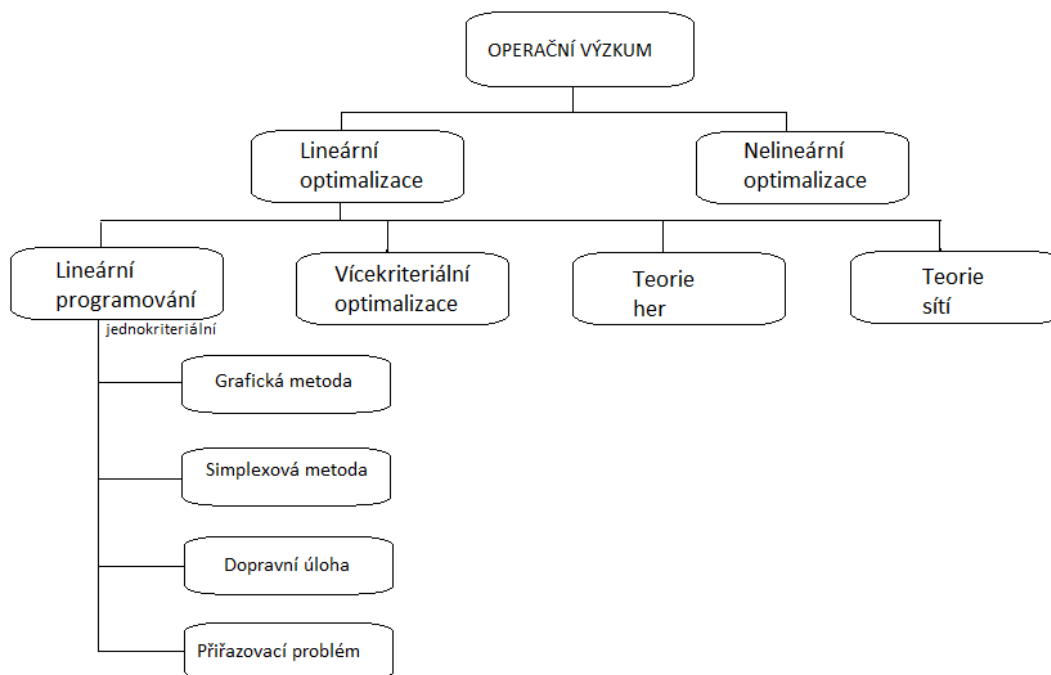 OPERAČNÍ VÝZKUM
Lineární
optimalizace
Nelineární
optimalizace
Lineární
programování
jednokriteriální
Vícekriteriální
optimalizace
Teorie
her
Teorie
sítí
Grafická metoda
Simplexová metoda
Dopravní úloha
Přiřazovací problém